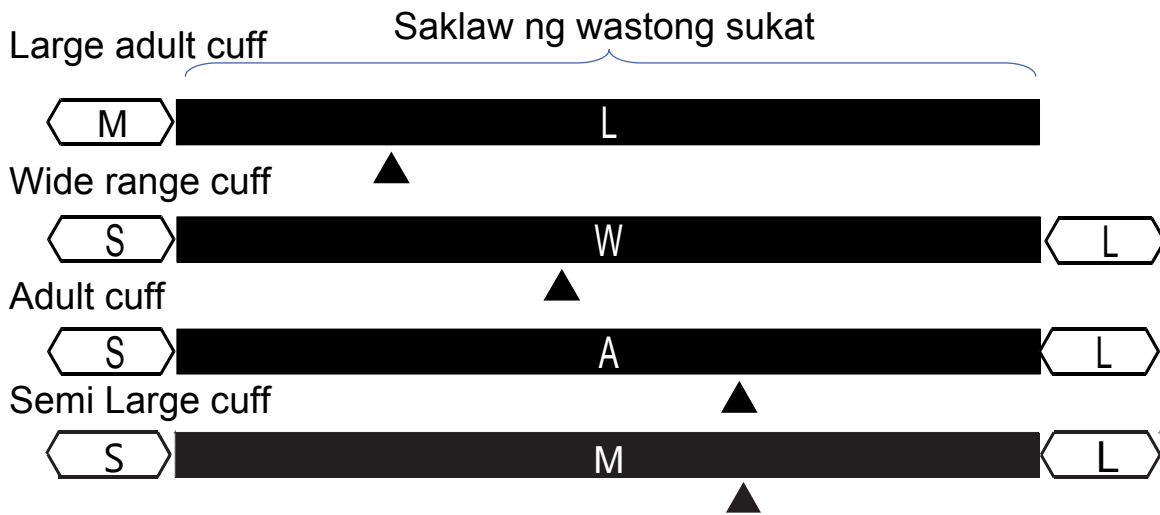 Saklaw ng wastong sukat
Large adult cuff
M L
Wide range cuff
S W L
Adult cuff
S A L
Semi Large cuff
S M L